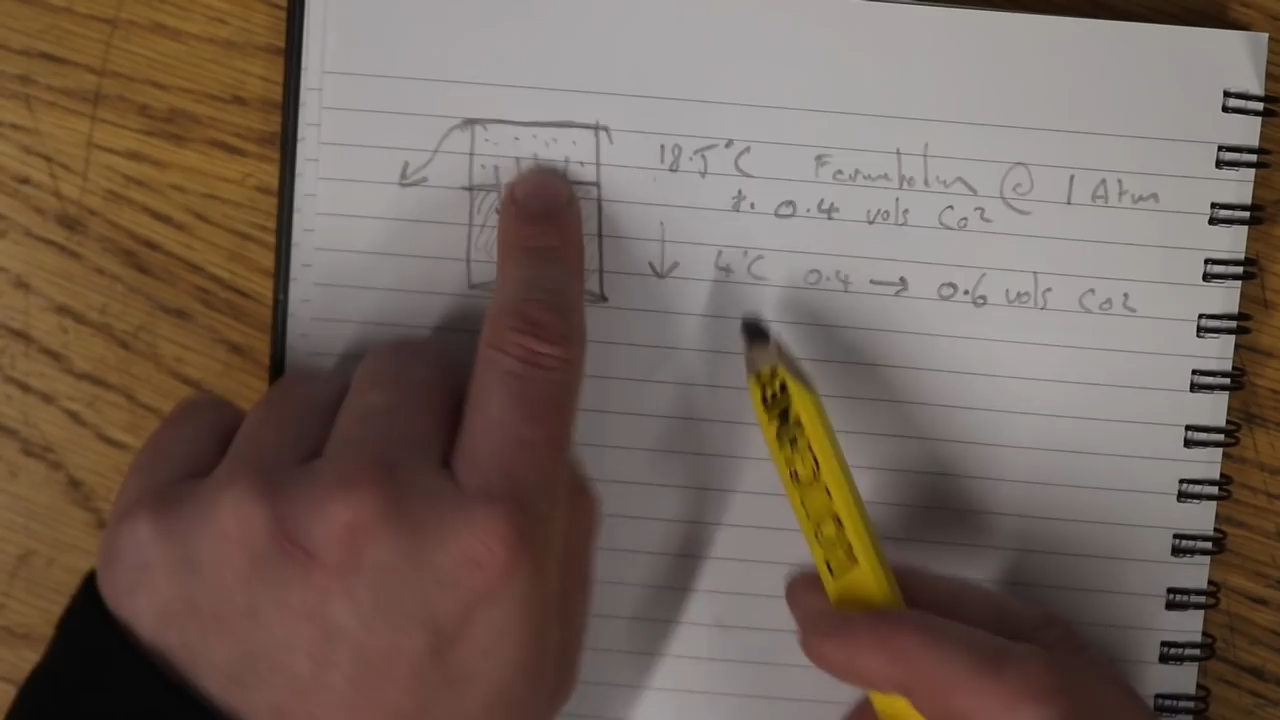 18.5°C Fermentation @ 1 Atm
0.4 vols Co2
↓ 4°C 0.4 → 0.6 vols Co2